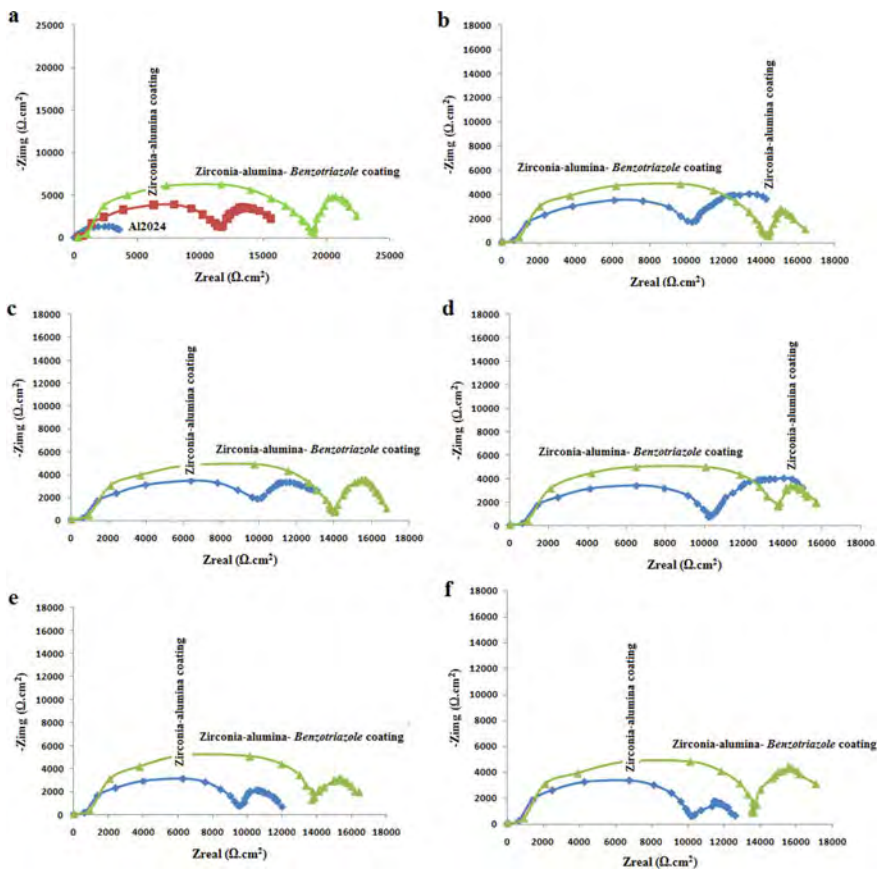 a
25000
20000
15000
10000
5000
0
-Zimg (Ω.cm2)
Zirconia-alumina coating
Zirconia-alumina- Benzotriazole coating
Al2024
0 5000 10000 15000 20000 25000
Zreal (Ω.cm2)
b
18000
16000
14000
12000
10000
8000
6000
4000
2000
0
-Zimg (Ω.cm2)
Zirconia-alumina- Benzotriazole coating
Zirconia-alumina coating
0 2000 4000 6000 8000 10000 12000 14000 16000 18000
Zreal (Ω.cm2)
c
18000
16000
14000
12000
10000
8000
6000
4000
2000
0
-Zimg (Ω.cm2)
Zirconia-alumina coating
Zirconia-alumina- Benzotriazole coating
0 2000 4000 6000 8000 10000 12000 14000 16000 18000
Zreal (Ω.cm2)
d
18000
16000
14000
12000
10000
8000
6000
4000
2000
0
-Zimg (Ω.cm2)
Zirconia-alumina- Benzotriazole coating
Zirconia-alumina coating
0 2000 4000 6000 8000 10000 12000 14000 16000 18000
Zreal (Ω.cm2)
e
18000
16000
14000
12000
10000
8000
6000
4000
2000
0
-Zimg (Ω.cm2)
Zirconia-alumina coating
Zirconia-alumina- Benzotriazole coating
0 2000 4000 6000 8000 10000 12000 14000 16000 18000
Zreal (Ω.cm2)
f
18000
16000
14000
12000
10000
8000
6000
4000
2000
0
-Zimg (Ω.cm2)
Zirconia-alumina coating
Zirconia-alumina- Benzotriazole coating
0 2000 4000 6000 8000 10000 12000 14000 16000 18000
Zreal (Ω.cm2)